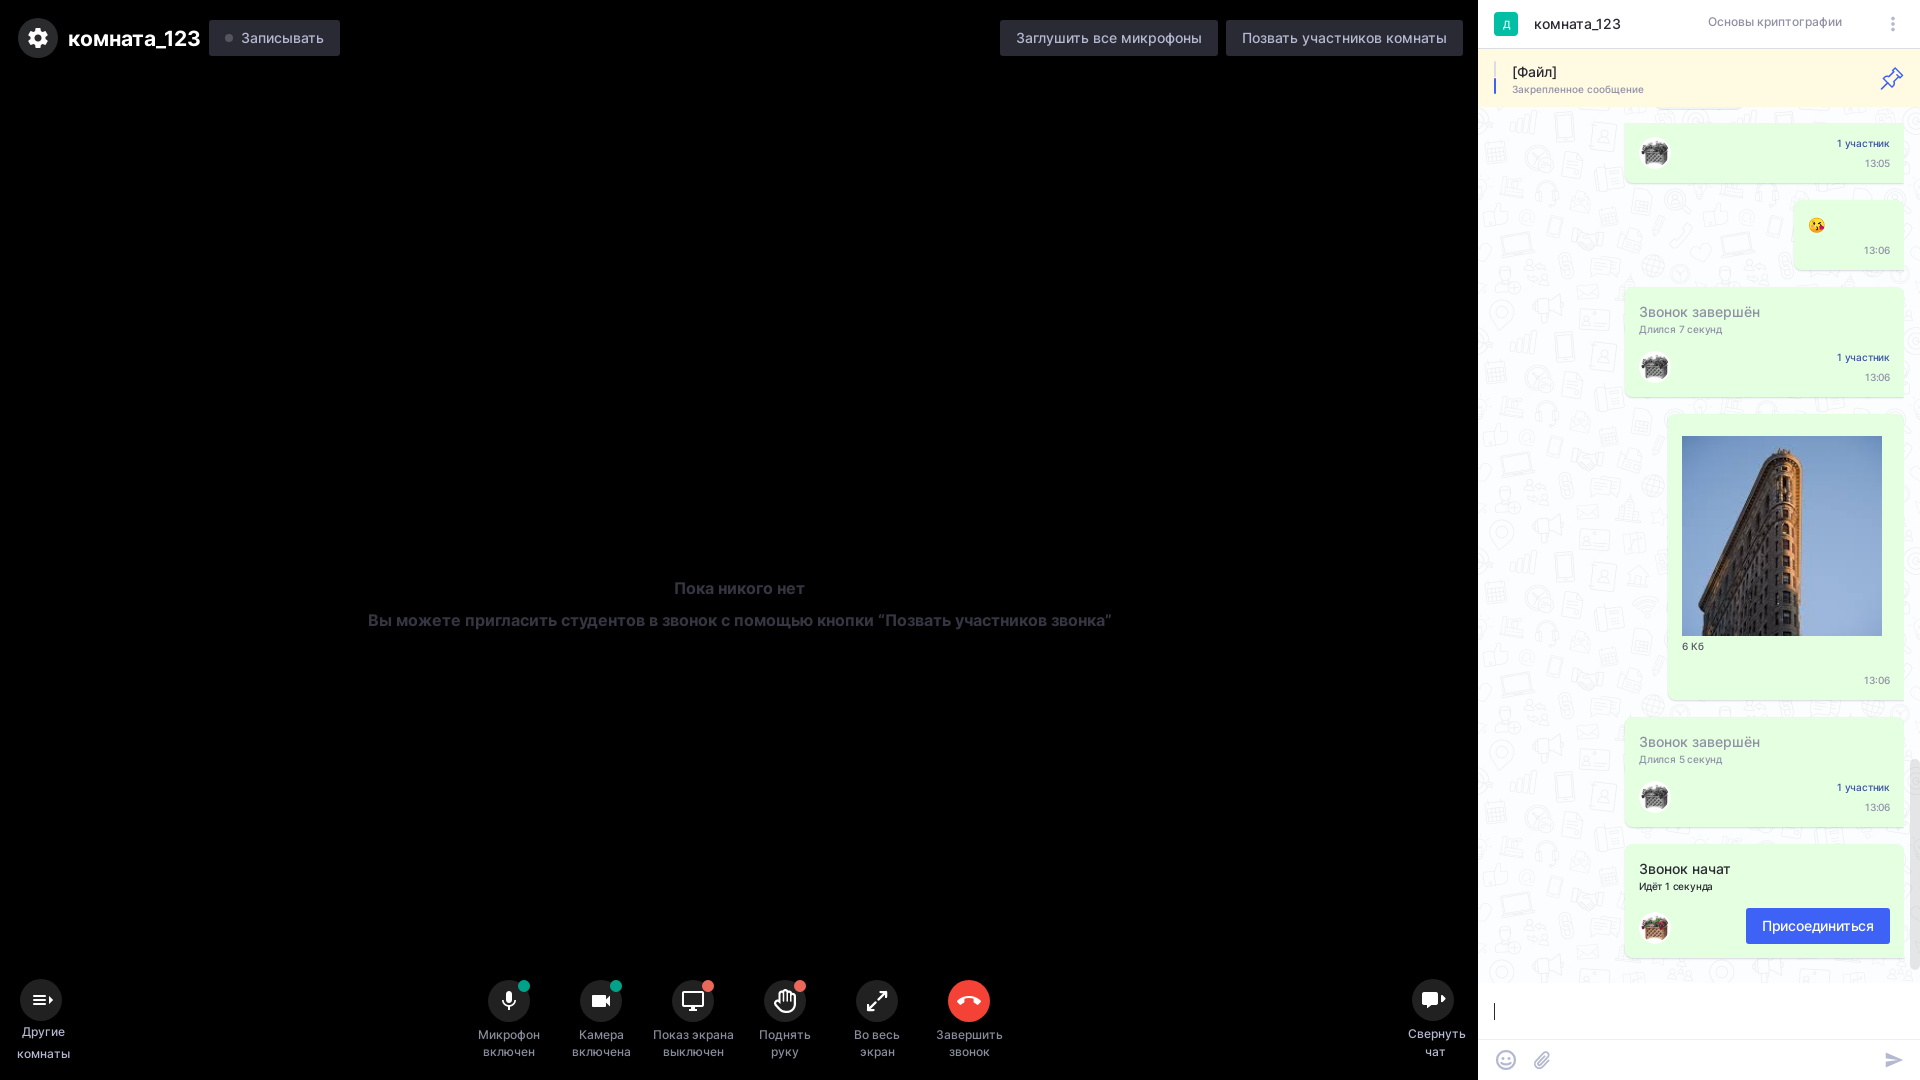 комната_123
Записывать
Заглушить все микрофоны
Позвать участников комнаты
Д
комната_123
Основы криптографии
[Файл]
Закрепленное сообщение
1 участник
13:05
13:06
Звонок завершён
Длился 7 секунд
1 участник
13:06
6 Кб
13:06
Звонок завершён
Длился 5 секунд
1 участник
13:06
Звонок начат
Идёт 1 секунда
Присоединиться
Пока никого нет
Вы можете пригласить студентов в звонок с помощью кнопки “Позвать участников звонка”
Другие
комнаты
Микрофон
включен
Камера
включена
Показ экрана
выключен
Поднять
руку
Во весь
экран
Завершить
звонок
Свернуть
чат